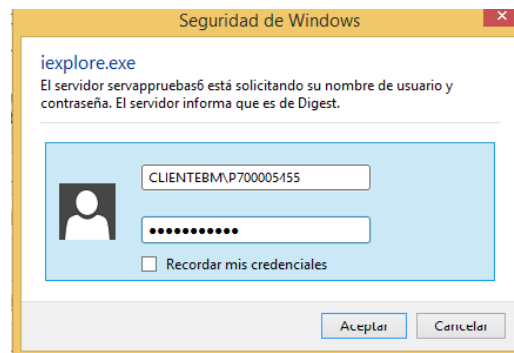 Seguridad de Windows
iexplore.exe
El servidor servappruebas6 está solicitando su nombre de usuario y
contraseña. El servidor informa que es de Digest.
CLIENTEBM\P700005455
●●●●●●●●●●●
Recordar mis credenciales
Aceptar Cancelar